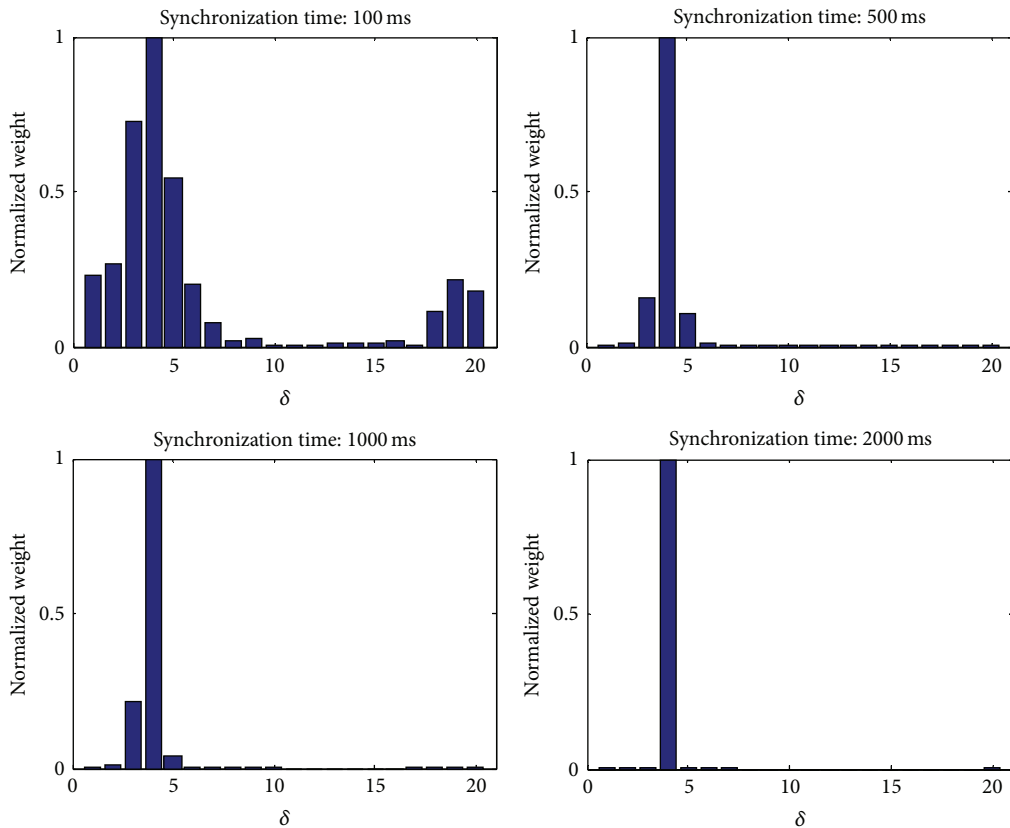 Synchronization time: 100 ms
Normalized weight
1
0.5
0
0 5 10 15 20
δ
Synchronization time: 500 ms
Normalized weight
1
0.5
0
0 5 10 15 20
δ
Synchronization time: 1000 ms
Normalized weight
1
0.5
0
0 5 10 15 20
δ
Synchronization time: 2000 ms
Normalized weight
1
0.5
0
0 5 10 15 20
δ